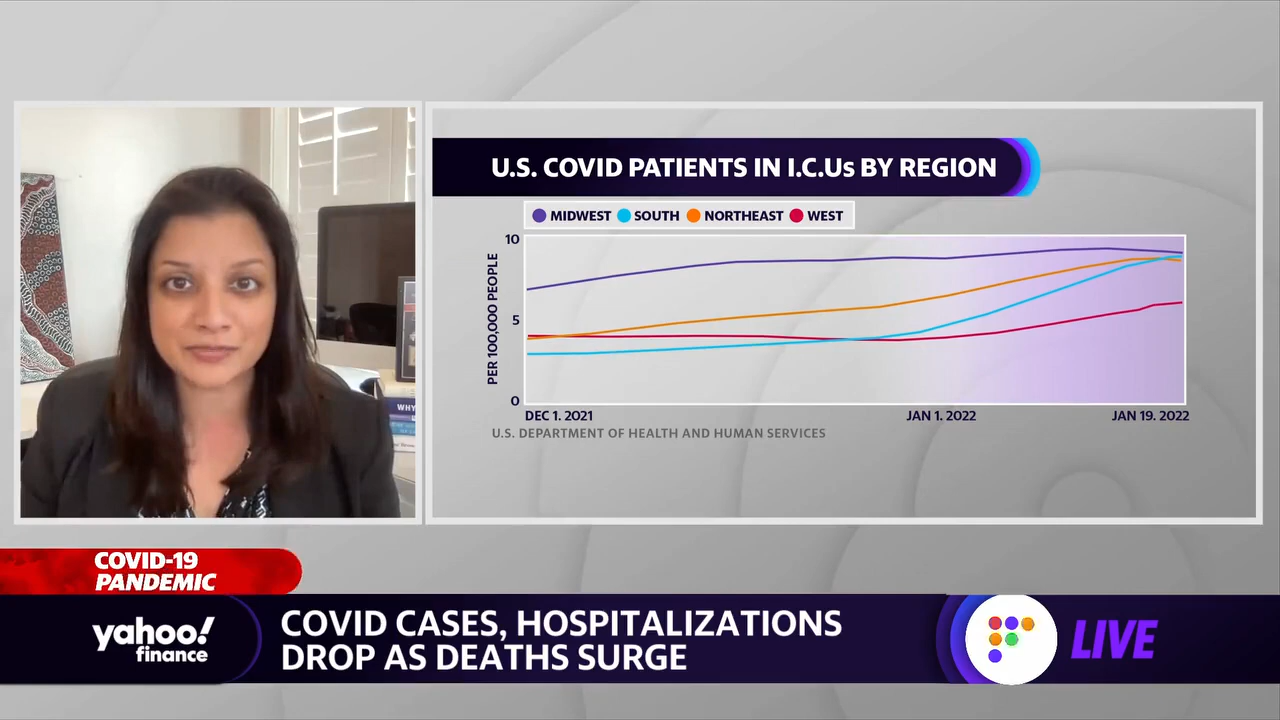 U.S. COVID PATIENTS IN I.C.Us BY REGION
MIDWEST SOUTH NORTHEAST WEST
PER 100,000 PEOPLE
10
5
0
DEC 1. 2021 JAN 1. 2022 JAN 19. 2022
U.S. DEPARTMENT OF HEALTH AND HUMAN SERVICES
WHY
COVID-19
PANDEMIC
yahoo!
finance
COVID CASES, HOSPITALIZATIONS
DROP AS DEATHS SURGE
LIVE